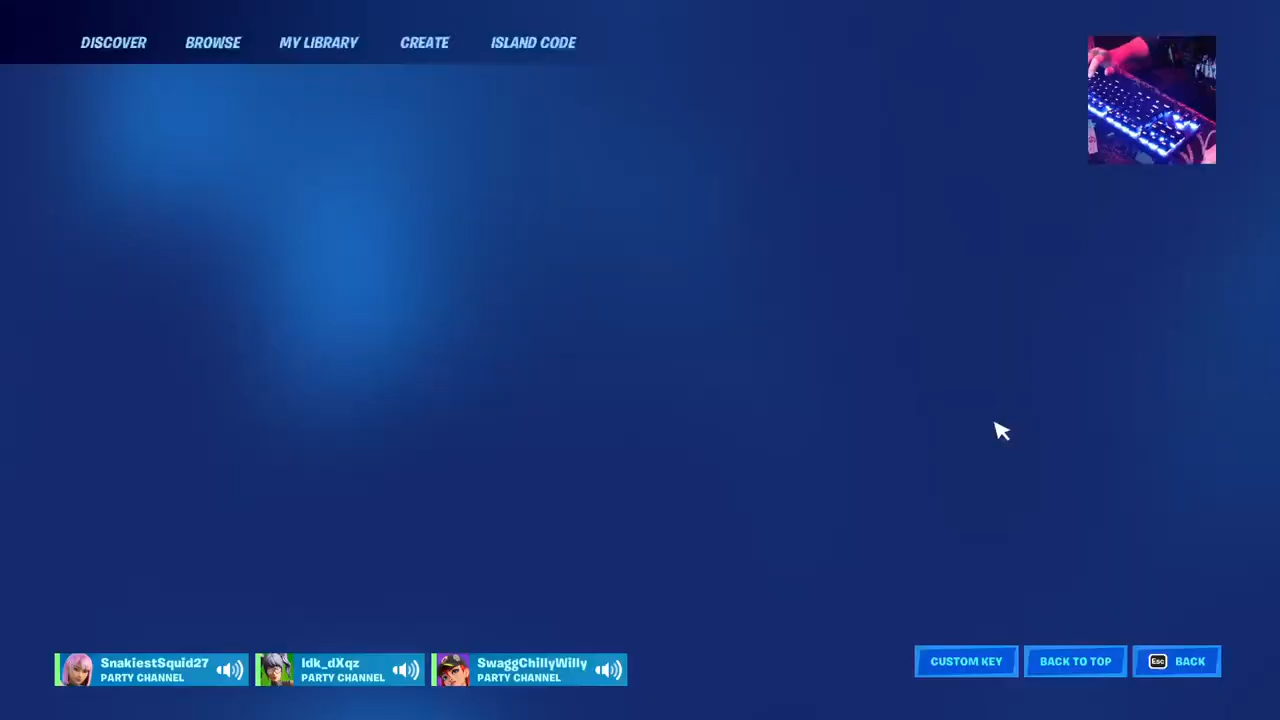 DISCOVER
BROWSE
MY LIBRARY
CREATE
ISLAND CODE
SnakiestSquid27
PARTY CHANNEL
Idk_dXqz
PARTY CHANNEL
SwaggChillyWilly
PARTY CHANNEL
CUSTOM KEY
BACK TO TOP
Esc BACK